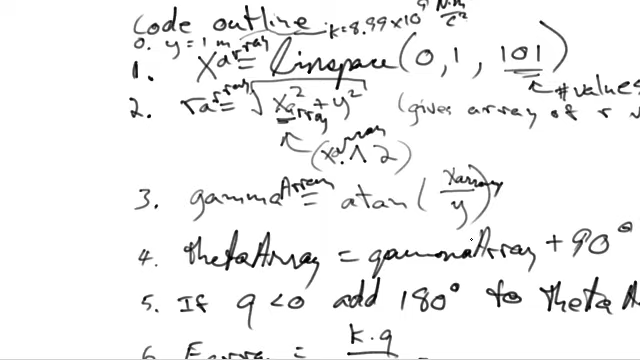 Code outline
k=8.99×10⁹ N·m²/C²
0. y=1 m
1. Xarray = linspace(0,1,101)
#values
2. rarray = √(Xarray² + y²) (gives array of r
(Xarray.^2)
3. gammaArray = atan(Xarray/y)
4. thetaArray = gammaArray + 90°
5. If q<0 add 180° to theta A
6. Earra = k·q